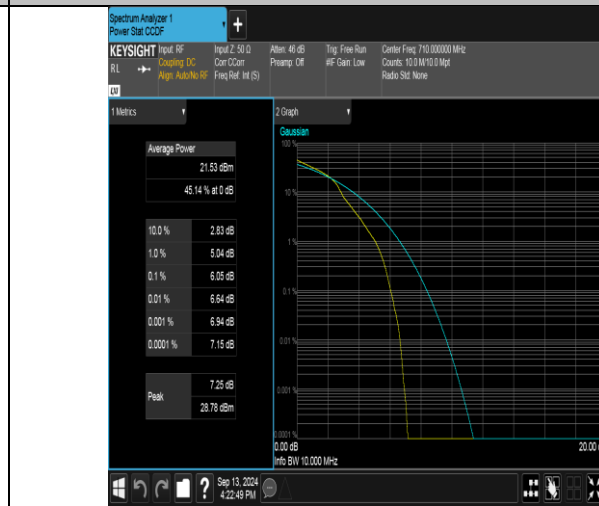 Spectrum Analyzer 1
Power Stat CCDF
+
KEYSIGHT
RL
Input: RF
Coupling: DC
Align: Auto/No RF
Input Z: 50 Ω
Corr CCorr
Freq Ref: Int (S)
Atten: 46 dB
Preamp: Off
Trig: Free Run
#IF Gain: Low
Center Freq: 710.000000 MHz
Counts: 10.0 M/10.0 Mpt
Radio Std: None
1 Metrics
Average Power
21.53 dBm
45.14 % at 0 dB
10.0 % 2.83 dB
1.0 % 5.04 dB
0.1 % 6.05 dB
0.01 % 6.64 dB
0.001 % 6.94 dB
0.0001 % 7.15 dB
Peak
7.25 dB
28.78 dBm
2 Graph
Gaussian
100 %
10 %
1 %
0.1 %
0.01 %
0.001 %
0.0001 %
0.00 dB
20.00
Info BW 10.000 MHz
?
Sep 13, 2024
4:22:49 PM